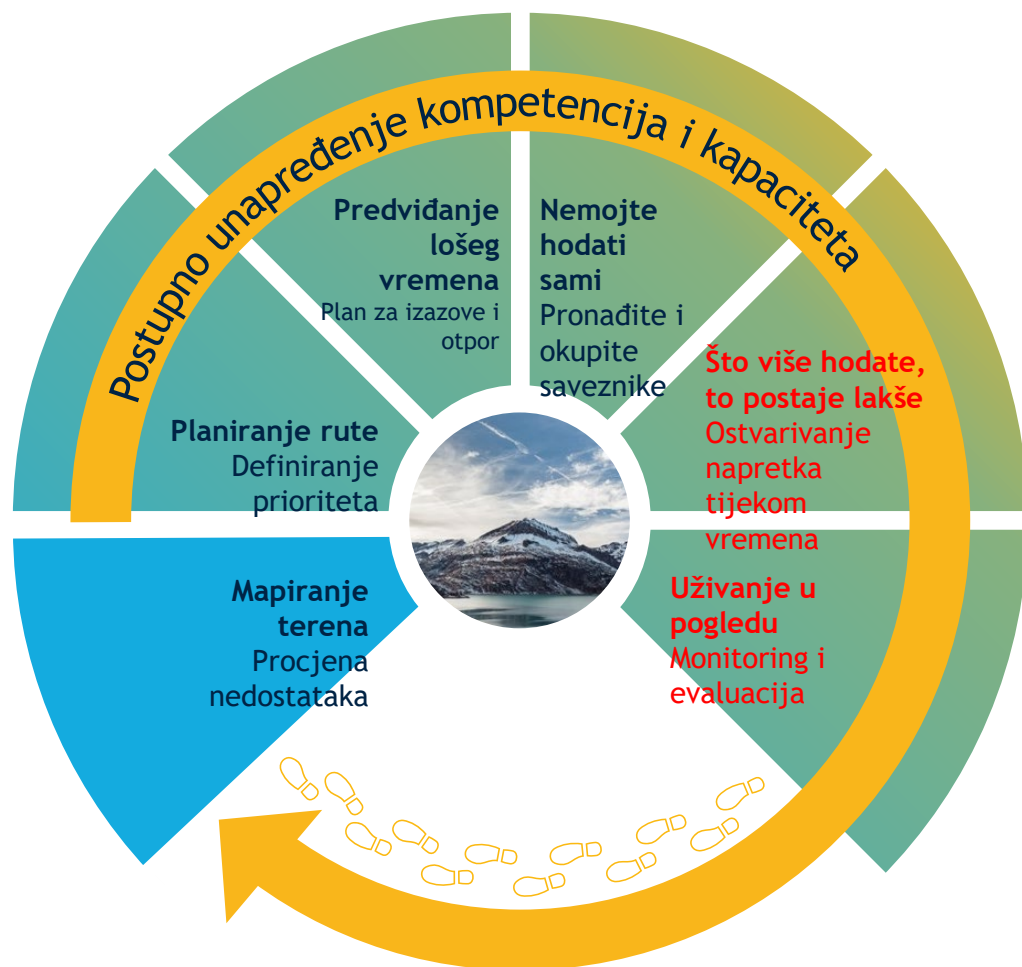 Postupno unapređenje kompetencija i kapaciteta
Mapiranje
terena
Procjena
nedostataka
Planiranje rute
Definiranje
prioriteta
Predviđanje
lošeg
vremena
Plan za izazove i
otpor
Nemojte
hodati
sami
Pronađite i
okupite
saveznike
Što više hodate,
to postaje lakše
Ostvarivanje
napretka
tijekom
vremena
Uživanje u
pogledu
Monitoring i
evaluacija